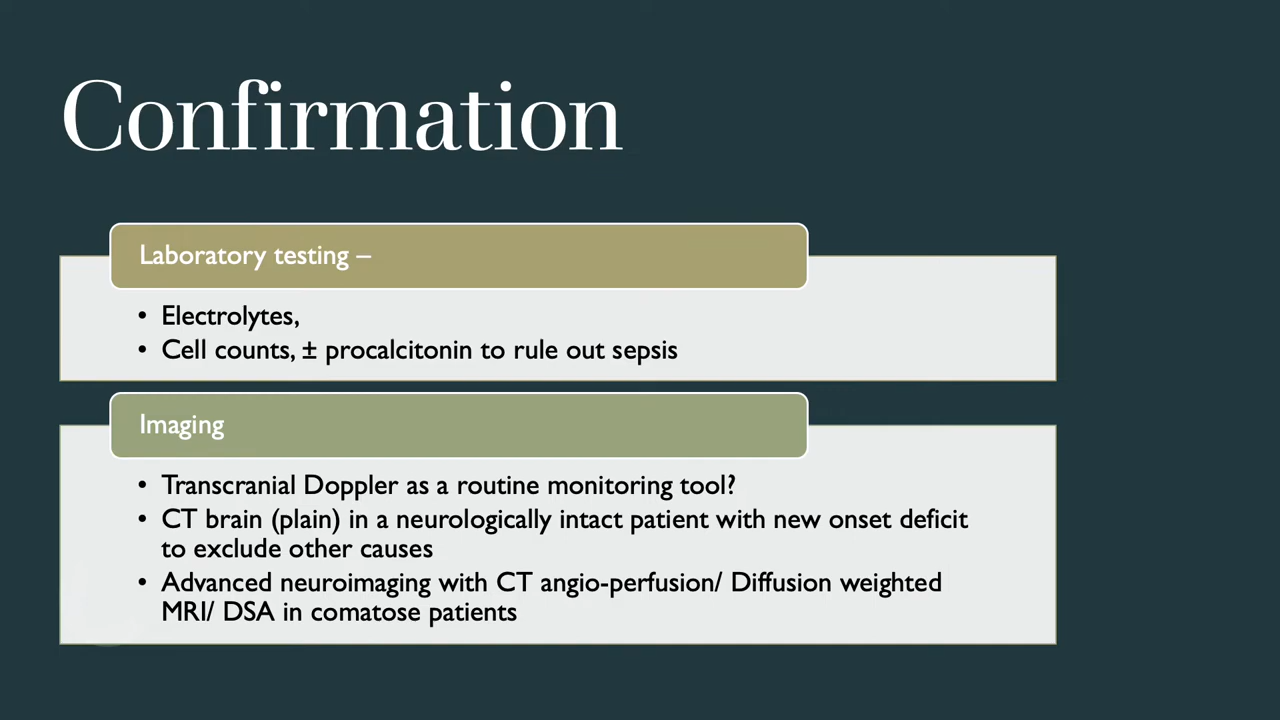 Confirmation
Laboratory testing –
• Electrolytes,
• Cell counts, ± procalcitonin to rule out sepsis
Imaging
• Transcranial Doppler as a routine monitoring tool?
• CT brain (plain) in a neurologically intact patient with new onset deficit
to exclude other causes
• Advanced neuroimaging with CT angio-perfusion/ Diffusion weighted
MRI/ DSA in comatose patients